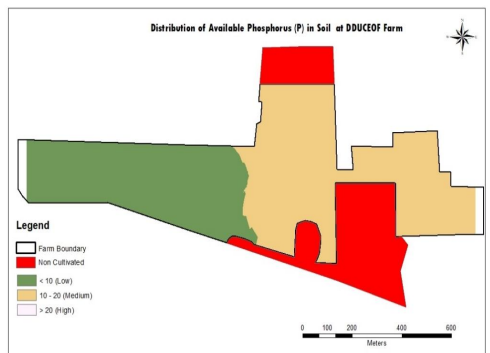 Distribution of Available Phosphorus (P) in Soil at DDUCEOF Farm
Legend
Farm Boundary
Non Cultivated
< 10 (Low)
10 - 20 (Medium)
> 20 (High)
0 100 200 400 600
Meters